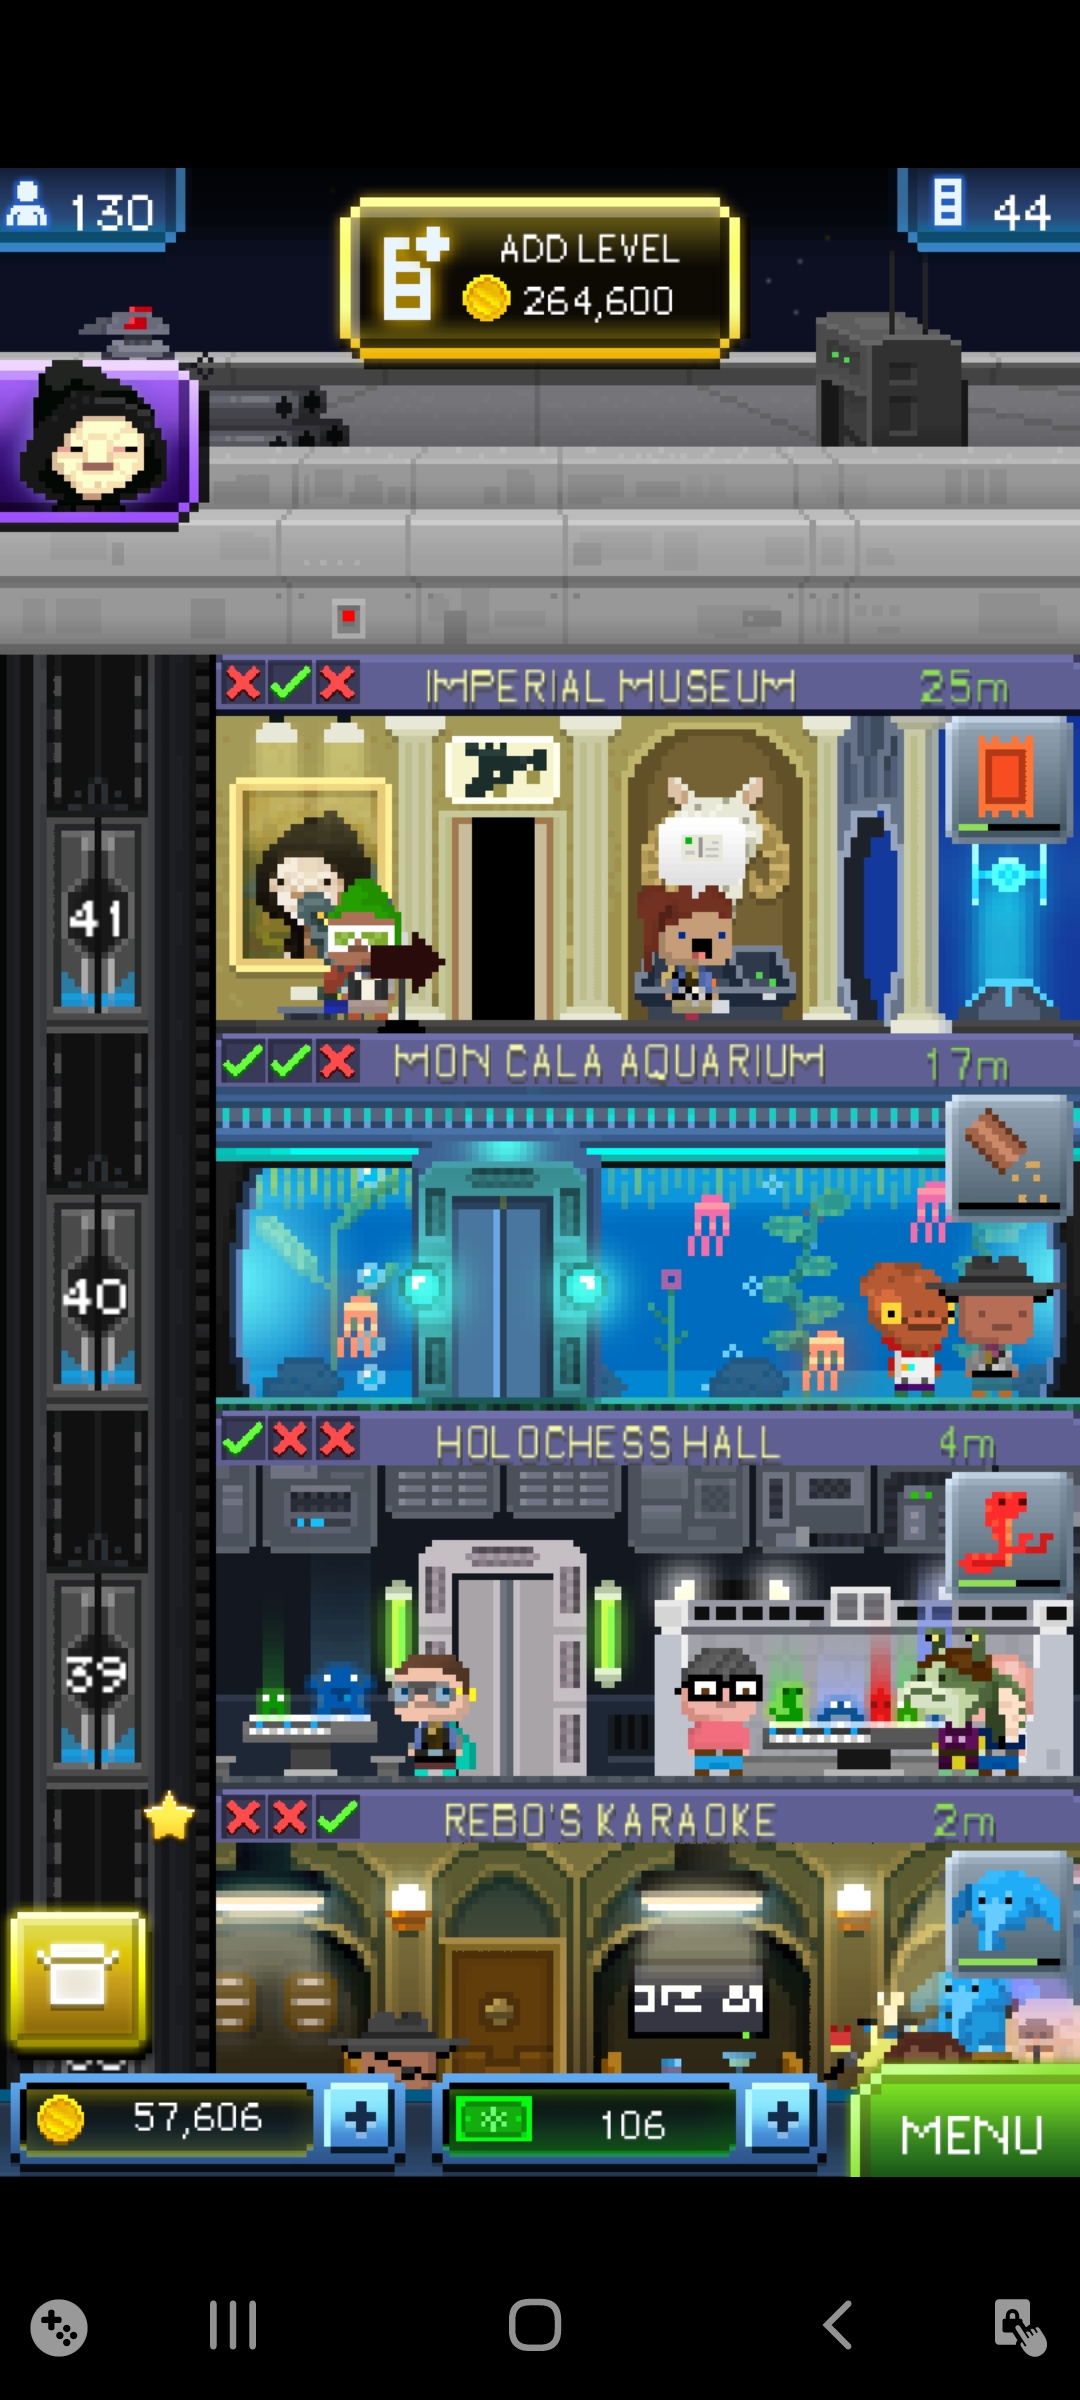 130
44
ADD LEVEL
264,600
IMPERIAL MUSEUM 25m
41
MON CALA AQUARIUM 17m
40
HOLOCHESS HALL 4m
39
REBO'S KARAOKE 2m
57,606
106
MENU